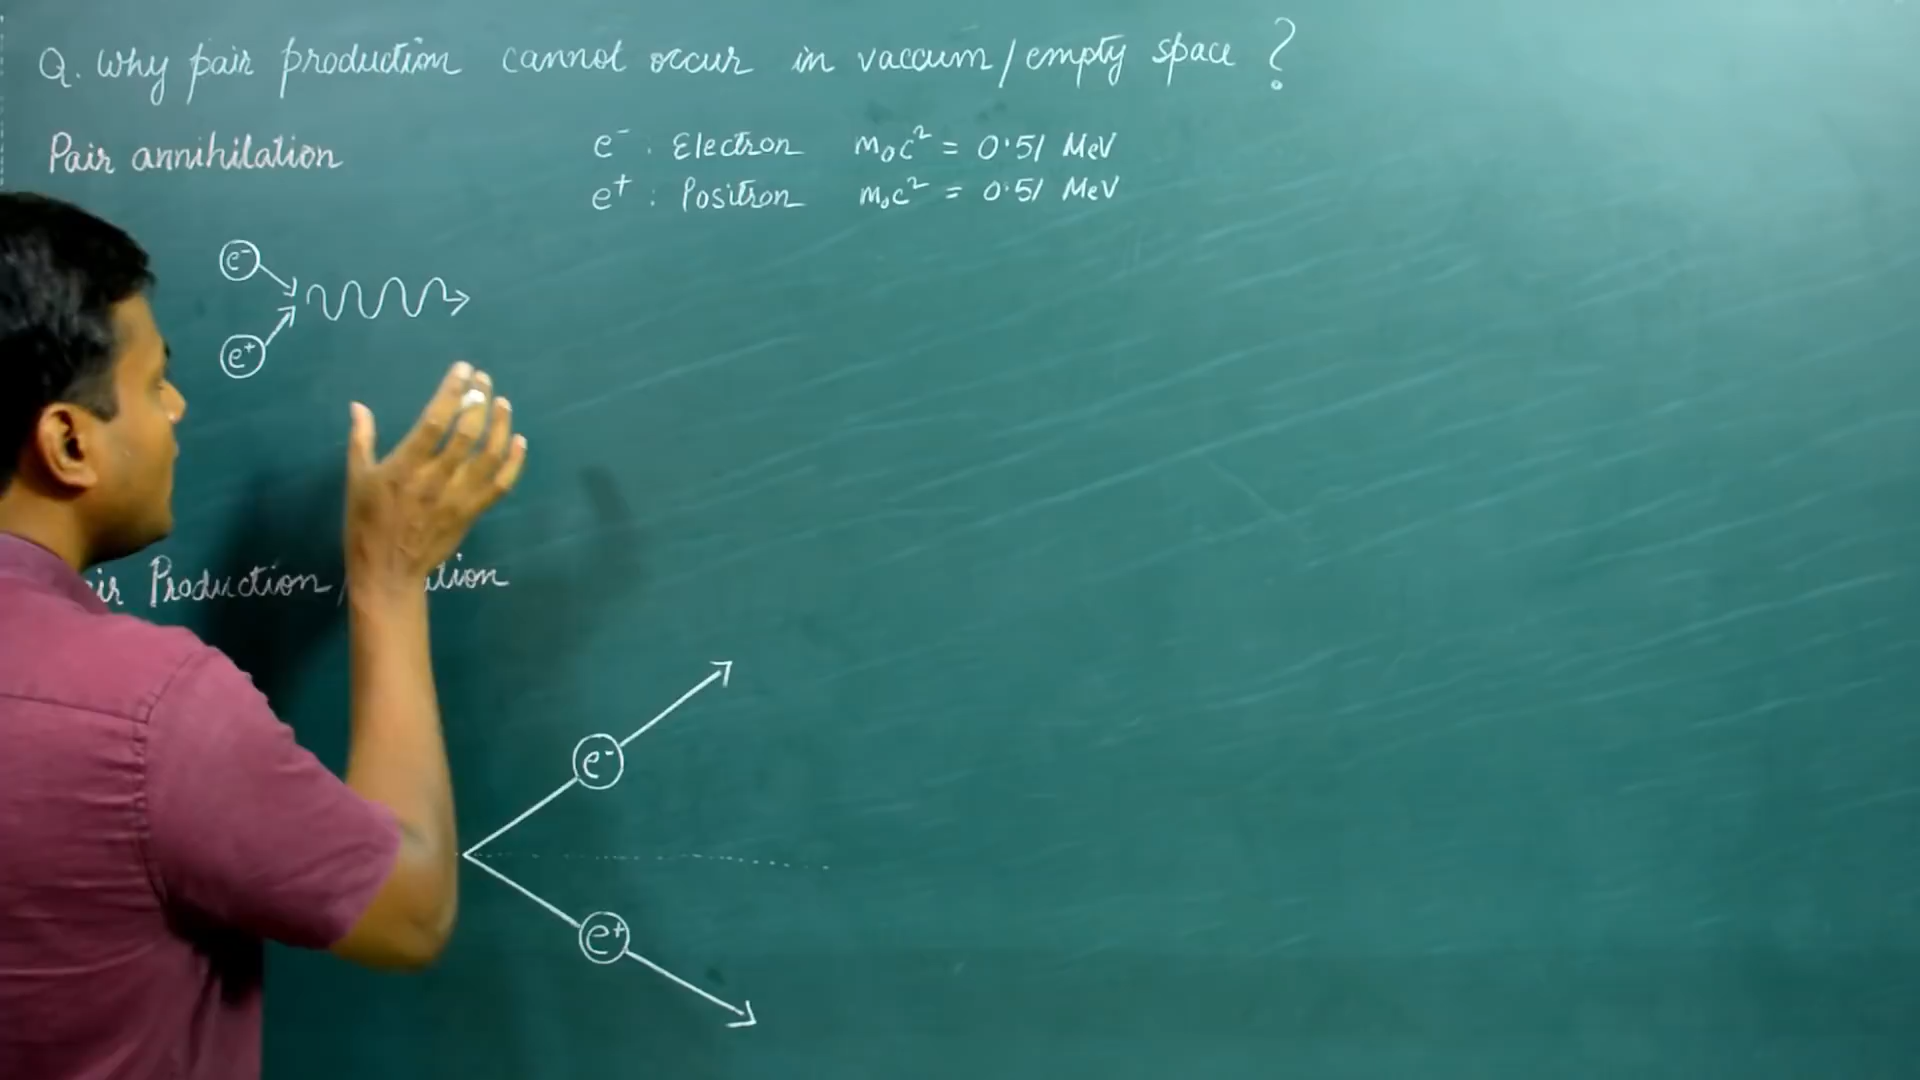 Q. Why pair production cannot occur in vaccum/empty space?
Pair annihilation
e⁻ : Electron m₀c² = 0.51 MeV
e⁺ : Positron m₀c² = 0.51 MeV
e⁻
e⁺
Production /
e⁻
e⁺